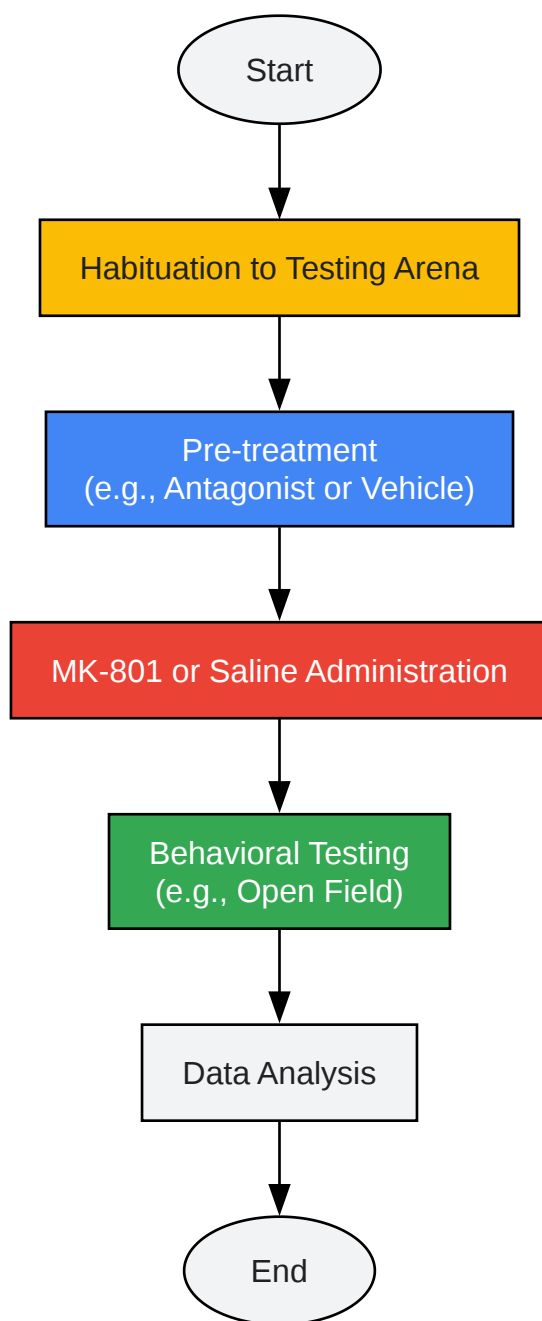 Start
Habituation to Testing Arena
Pre-treatment
(e.g., Antagonist or Vehicle)
MK-801 or Saline Administration
Behavioral Testing
(e.g., Open Field)
Data Analysis
End